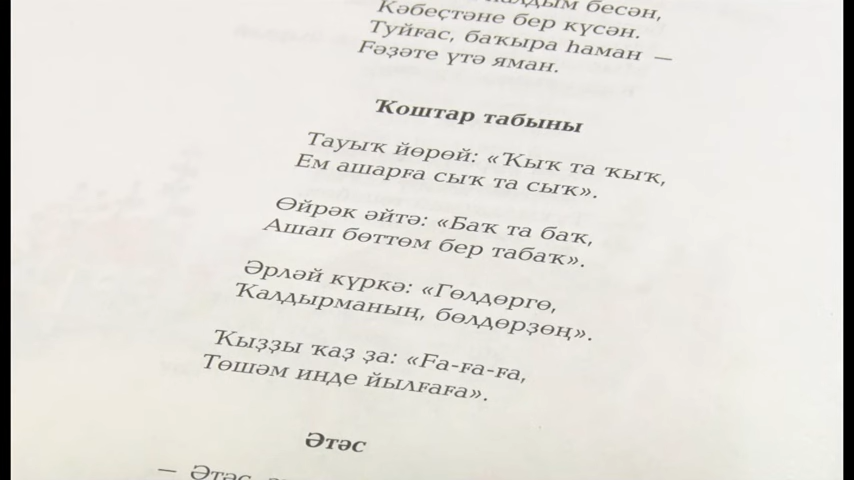 бесән,
Кәбеҫтәне бер күсән.
Туйғас, баҡыра һаман —
Ғәҙәте үтә яман.
Ҡоштар табыны
Тауыҡ йөрөй: «Ҡыҡ та ҡыҡ,
Ем ашарға сыҡ та сыҡ».
Өйрәк әйтә: «Баҡ та баҡ,
Ашап бөттөм бер табаҡ».
Әрләй күркә: «Гөлдөргө,
Ҡалдырманың, бөлдөрҙөң».
Ҡыҙҙы ҡаҙ ҙа: «Ға-ға-ға,
Төшәм инде йылғаға».
Әтәс
— Әтәс,